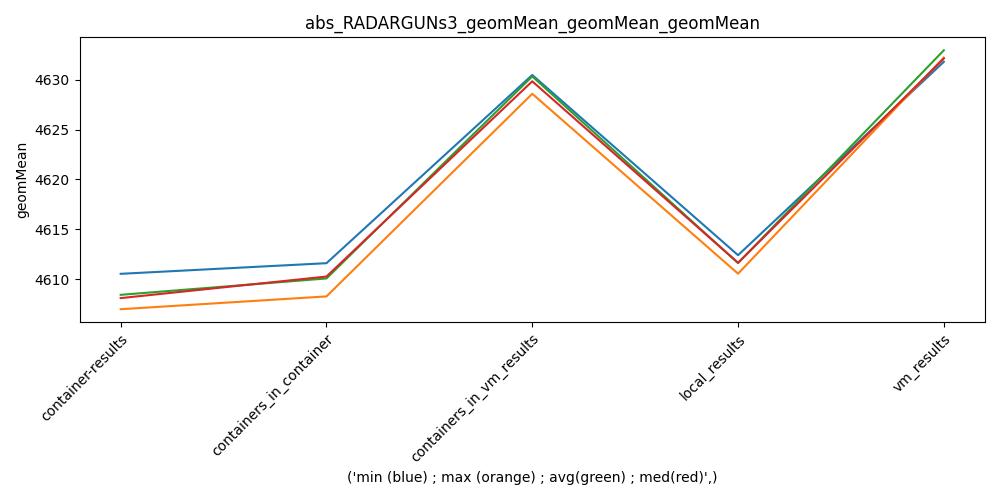 abs_RADARGUNs3_geomMean_geomMean_geomMean
geomMean
4630
4625
4620
4615
4610
container-results
containers_in_container
containers_in_vm_results
local_results
vm_results
('min (blue) ; max (orange) ; avg(green) ; med(red)',)